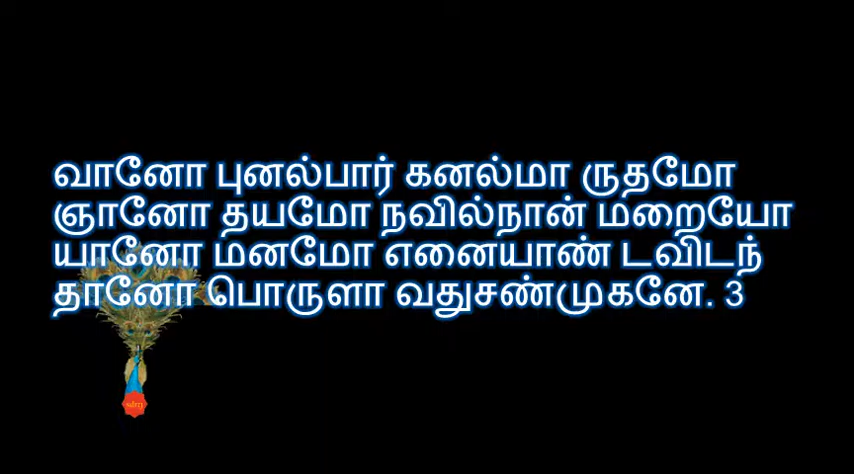 வானோ புனல்பார் கனல்மா ருதமோ
ஞானோ தயமோ நவில்நான் மறையோ
யானோ மனமோ எனையாண் டவிடந்
தானோ பொருளா வதுசண்முகனே. 3